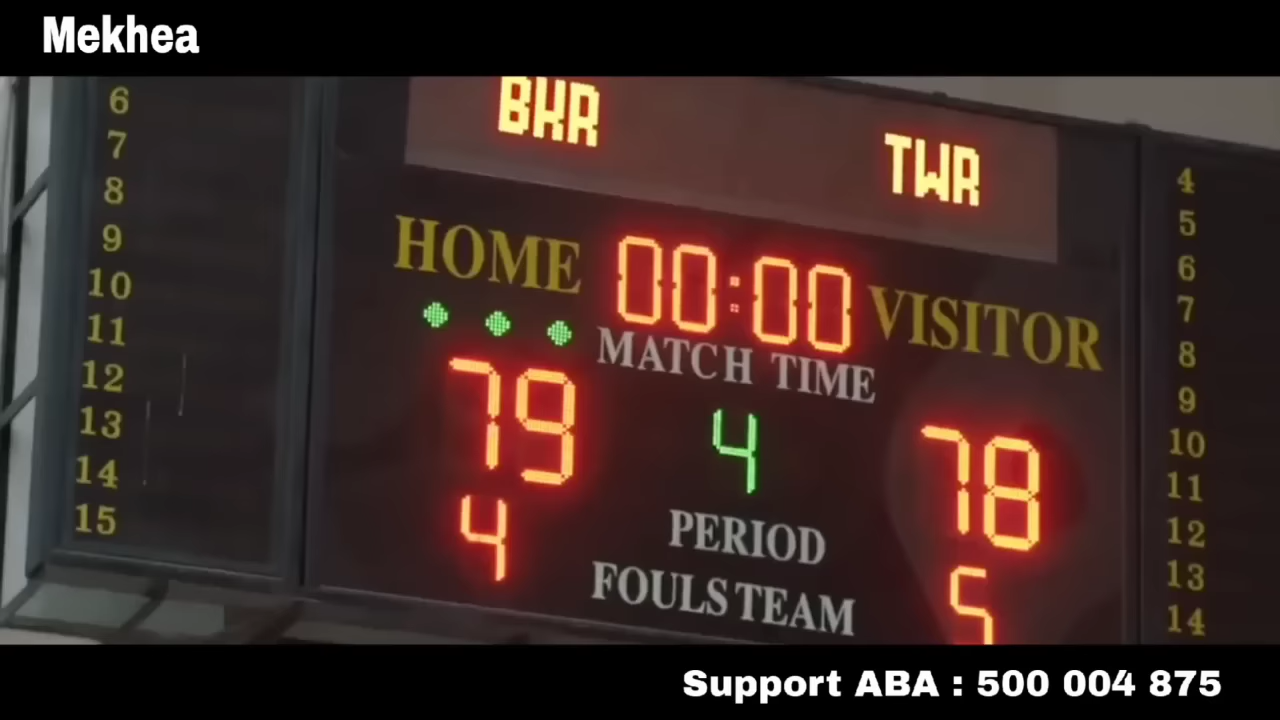 Mekhea
BKR
TWR
HOME 00:00 VISITOR
MATCH TIME
79 4 78
PERIOD
4 FOULS TEAM 5
6
7
8
9
10
11
12
13
14
15
4
5
6
7
8
9
10
11
12
13
14
Support ABA : 500 004 875